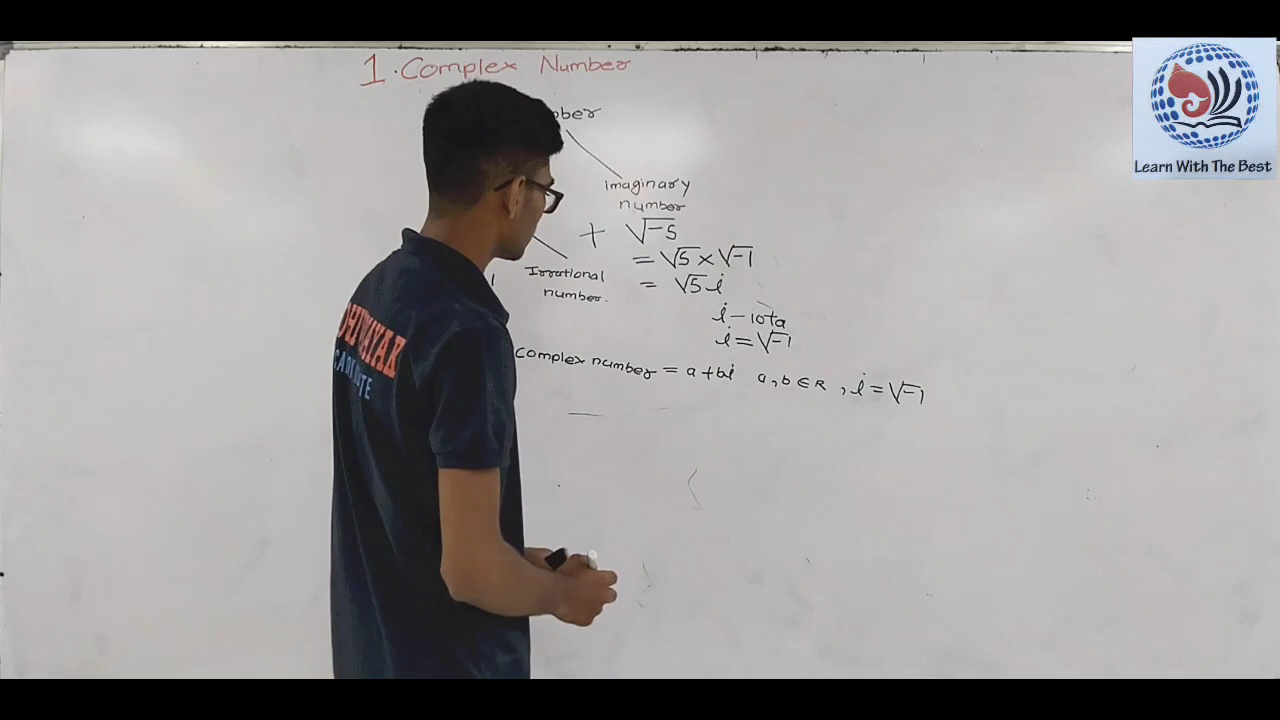 1. Complex Number
ber
Imaginary
number
+ √-5
= √5 × √-1
Irrational
number.
= √5 i
i – iota
i = √-1
Complex number = a + bi a, b ∈ R , i = √-1
Learn With The Best